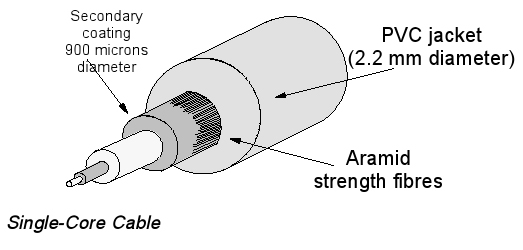 Secondary
coating
900 microns
diameter
PVC jacket
(2.2 mm diameter)
Aramid
strength fibres
Single-Core Cable